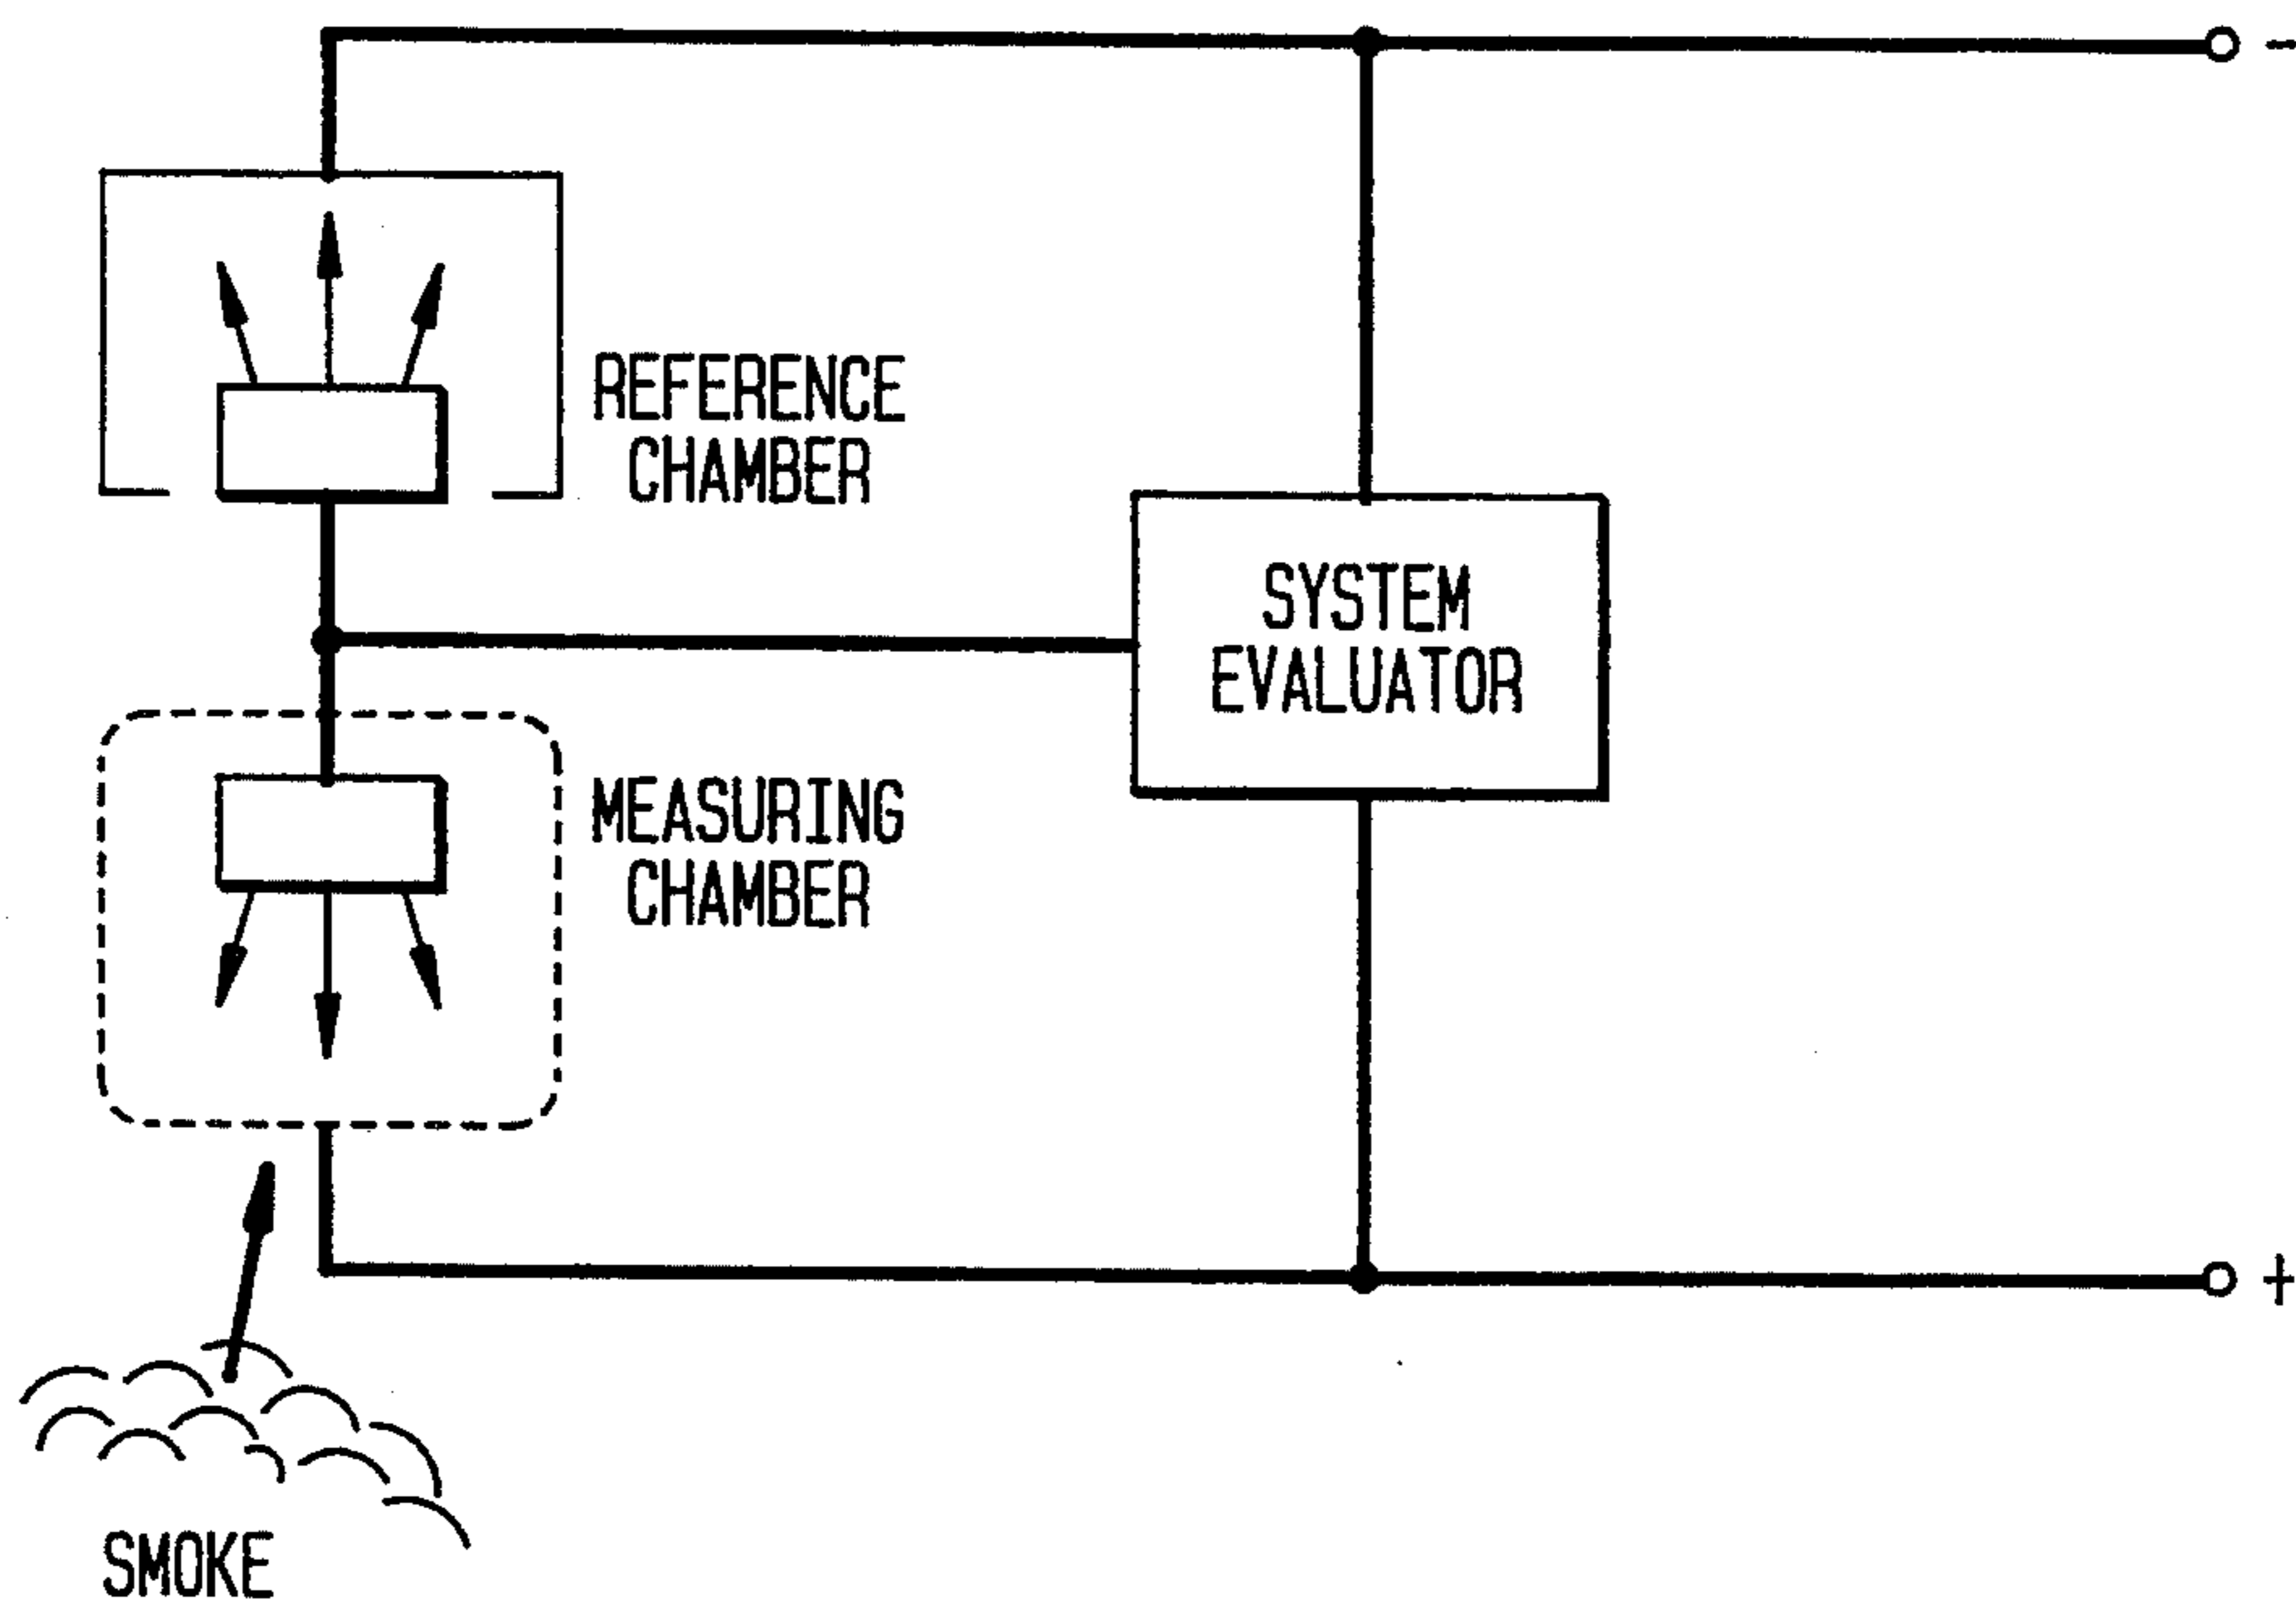 -
REFERENCE
CHAMBER
SYSTEM
EVALUATOR
MEASURING
CHAMBER
+
SMOKE